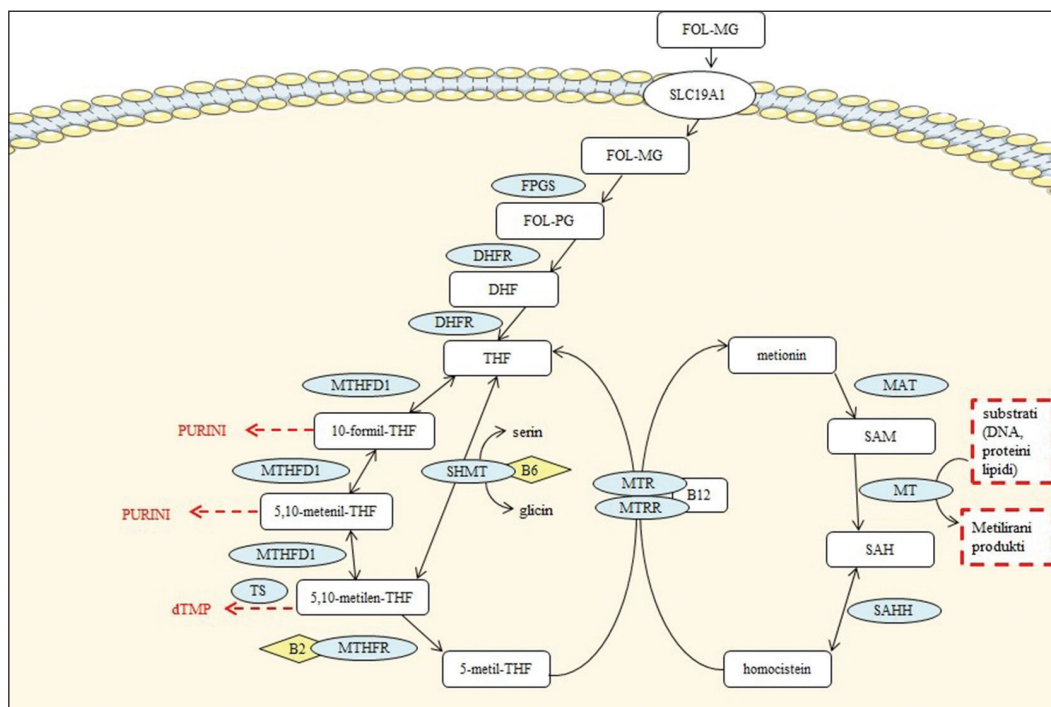 FOL-MG
SLC19A1
FOL-MG
FPGS
FOL-PG
DHFR
DHF
DHFR
THF
MTHFD1
10-formil-THF
PURINI
MTHFD1
5,10-metenil-THF
PURINI
MTHFD1
TS
5,10-metilen-THF
dTMP
B2
MTHFR
5-metil-THF
serin
SHMT
B6
glicin
MTR
B12
MTRR
metionin
MAT
SAM
substrati
(DNA,
proteini
lipidi)
MT
Metilirani
produkti
SAH
SAHH
homocistein